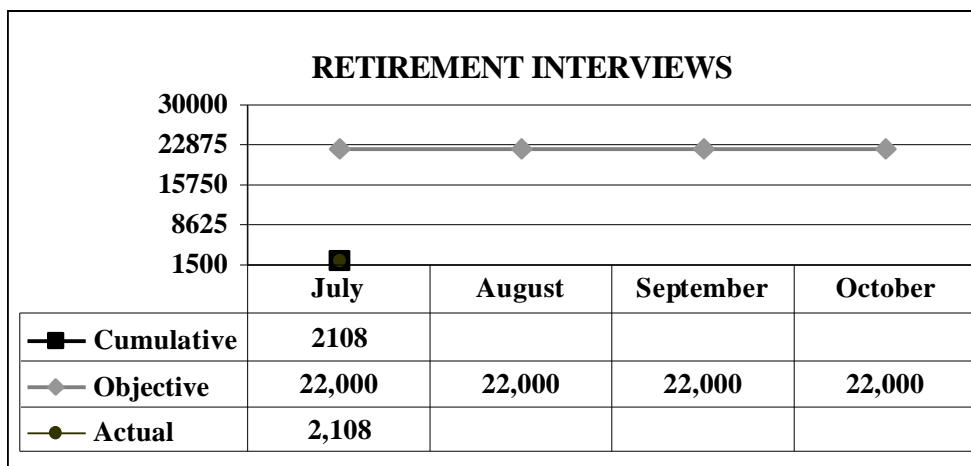 RETIREMENT INTERVIEWS
30000
22875
15750
8625
1500
July August September October
Cumulative 2108
Objective 22,000 22,000 22,000 22,000
Actual 2,108